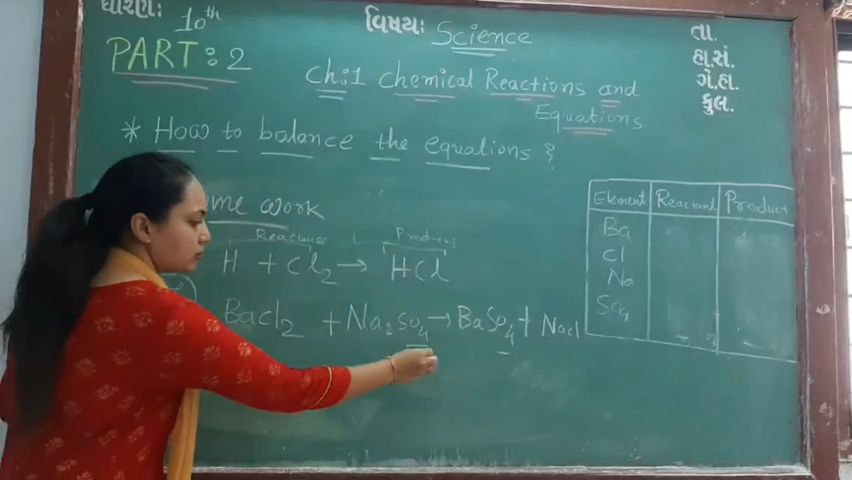 ધોરણ: 10th
વિષય: Science
તા.
હા.સં.
ગે.હા.
કુલ.
PART: 2
Ch:1 Chemical Reactions and
Equations.
* How to balance the equations?
me work
Reactants Products
H + Cl2 → HCl
BaCl2 + Na2SO4 → BaSO4 + NaCl
Element Reactant Product
Ba
Cl
Na
SO4